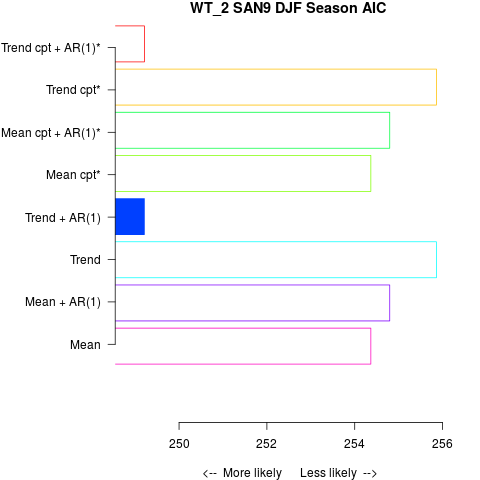 WT_2 SAN9 DJF Season AIC
Trend cpt + AR(1)*
Trend cpt*
Mean cpt + AR(1)*
Mean cpt*
Trend + AR(1)
Trend
Mean + AR(1)
Mean
250 252 254 256
<-- More likely Less likely -->